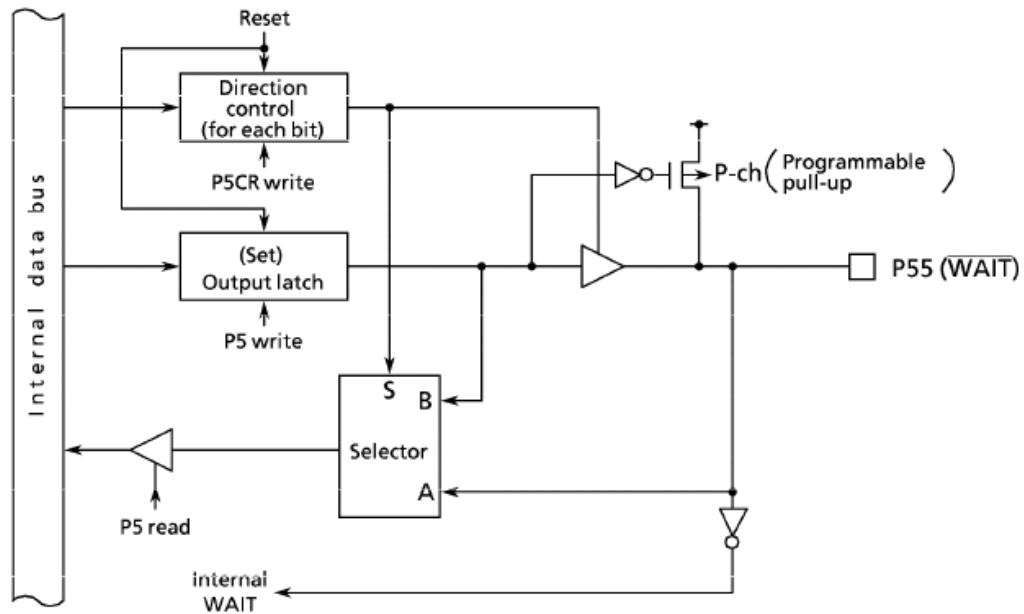 Reset
Direction
control
(for each bit)
P5CR write
P-ch (Programmable
pull-up)
Internal data bus
(Set)
Output latch
P55 (W̅A̅I̅T̅)
P5 write
S
B
Selector
A
P5 read
internal
WAIT